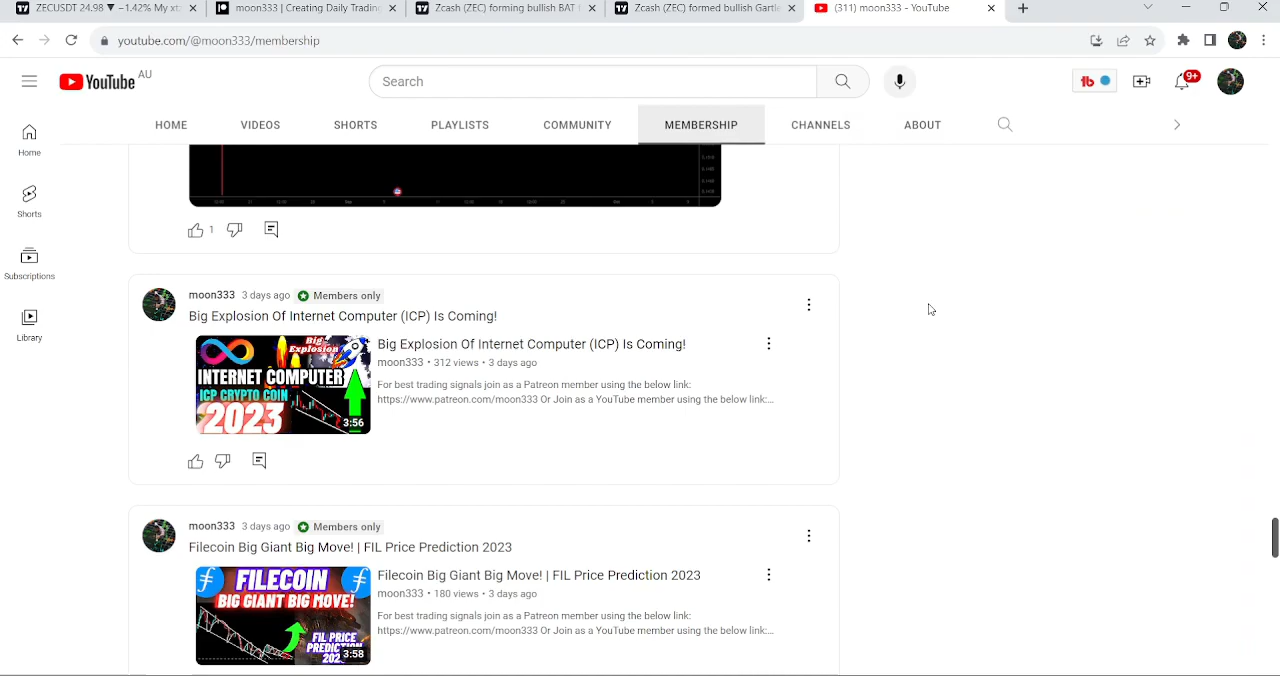 ZECUSDT 24.98 ▼ −1.42% My xt
moon333 | Creating Daily Trading
Zcash (ZEC) forming bullish BAT f
Zcash (ZEC) formed bullish Gartle
(311) moon333 - YouTube
youtube.com/@moon333/membership
YouTube AU
Search
9+
HOME VIDEOS SHORTS PLAYLISTS COMMUNITY MEMBERSHIP CHANNELS ABOUT
Home
Shorts
Subscriptions
Library
1
moon333 3 days ago Members only
Big Explosion Of Internet Computer (ICP) Is Coming!
Big Explosion
INTERNET COMPUTER
ICP CRYPTO COIN
2023
3:56
Big Explosion Of Internet Computer (ICP) Is Coming!
moon333 • 312 views • 3 days ago
For best trading signals join as a Patreon member using the below link:
https://www.patreon.com/moon333 Or Join as a YouTube member using the below link:...
moon333 3 days ago Members only
Filecoin Big Giant Big Move! | FIL Price Prediction 2023
FILECOIN
BIG GIANT BIG MOVE!
FIL PRICE
PREDICTION
3:58
Filecoin Big Giant Big Move! | FIL Price Prediction 2023
moon333 • 180 views • 3 days ago
For best trading signals join as a Patreon member using the below link:
https://www.patreon.com/moon333 Or Join as a YouTube member using the below link:...